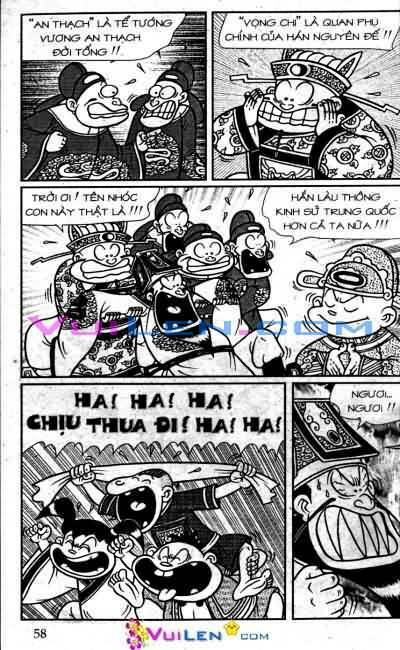 "AN THẠCH" LÀ TỂ TƯỚNG
VƯƠNG AN THẠCH
ĐỜI TỐNG !!
"VỌNG CHI" LÀ QUAN PHỤ
CHÍNH CỦA HÁN NGUYÊN ĐẾ !!
TRỜI ƠI ! TÊN NHÓC
CON NÀY THẬT LÀ !!!
HẮN LÀU THÔNG
KINH SỬ TRUNG QUỐC
HƠN CẢ TA NỮA !!!
VUILEN.COM
HA! HA! HA!
CHỊU THUA ĐI! HA! HA!
NGƯƠI...
NGƯƠI !!
58
VUILEN.COM